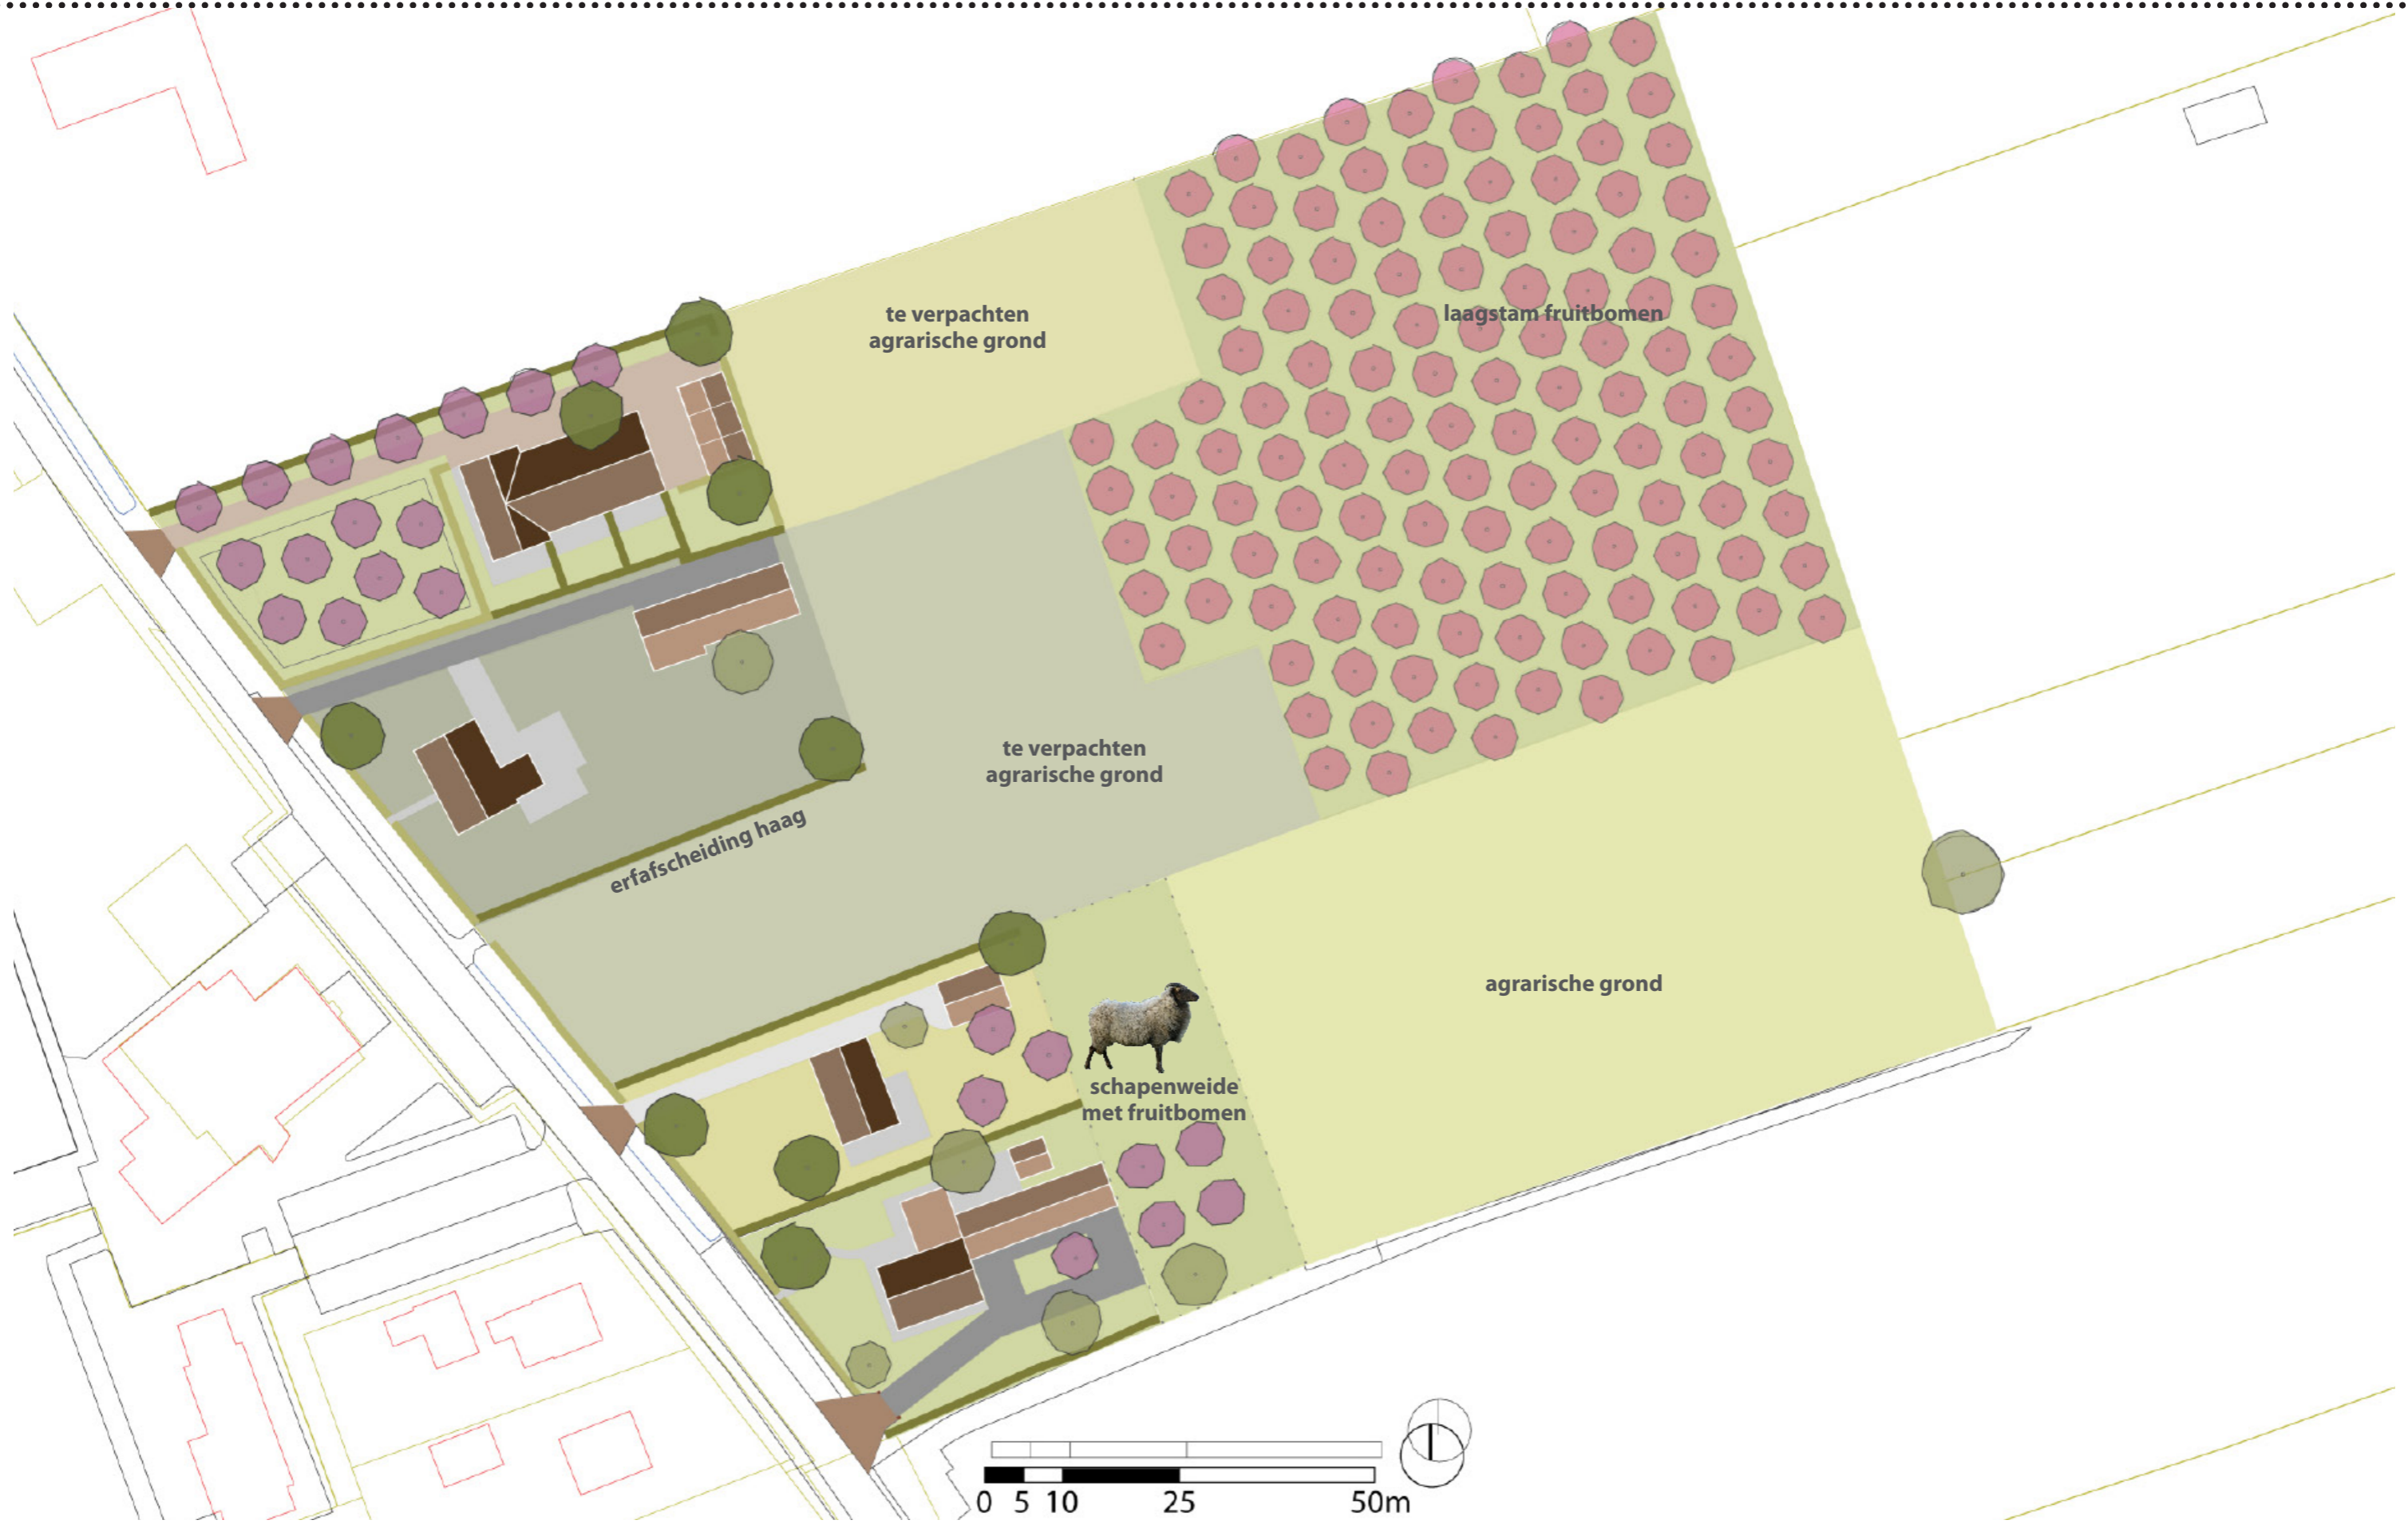 te verpachten
agrarische grond
laagstam fruitbomen
te verpachten
agrarische grond
erfafscheiding haag
agrarische grond
schapenweide
met fruitbomen
0 5 10 25 50m